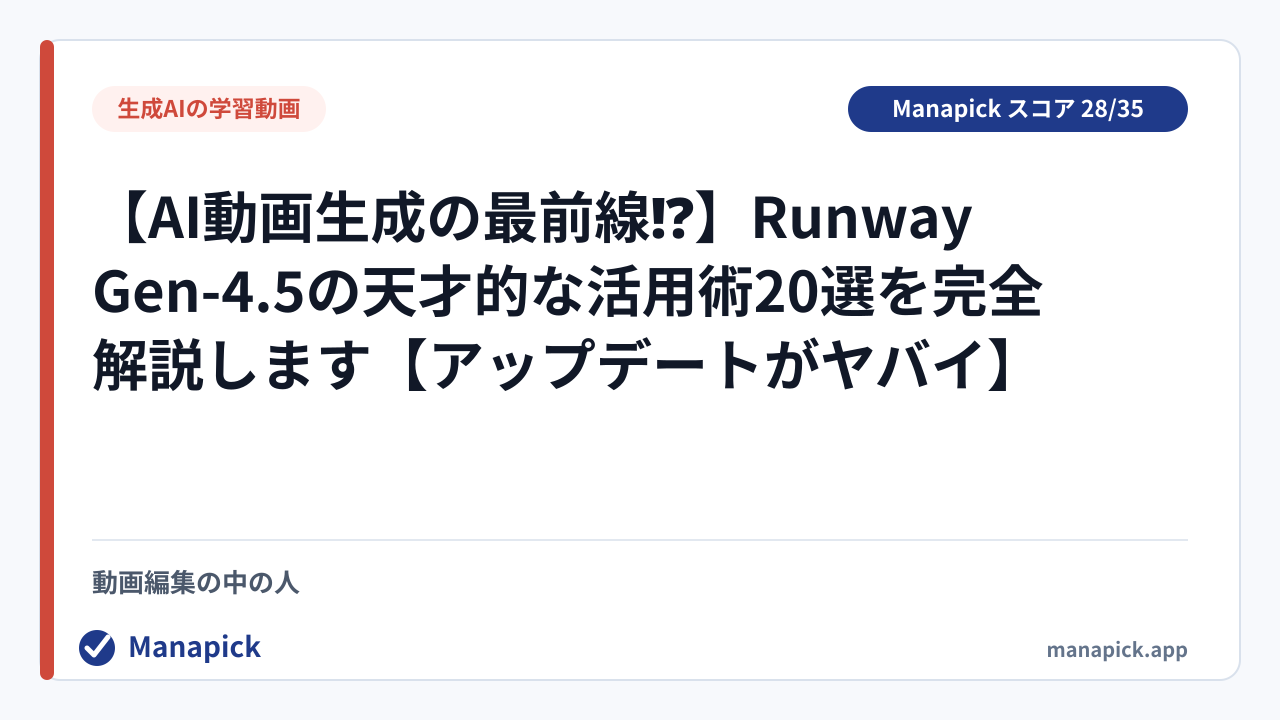 生成AIの学習動画
Manapick スコア 28/35
【AI動画生成の最前線!?】Runway
Gen-4.5の天才的な活用術20選を完全
解説します【アップデートがヤバイ】
動画編集の中の人
Manapick
manapick.app